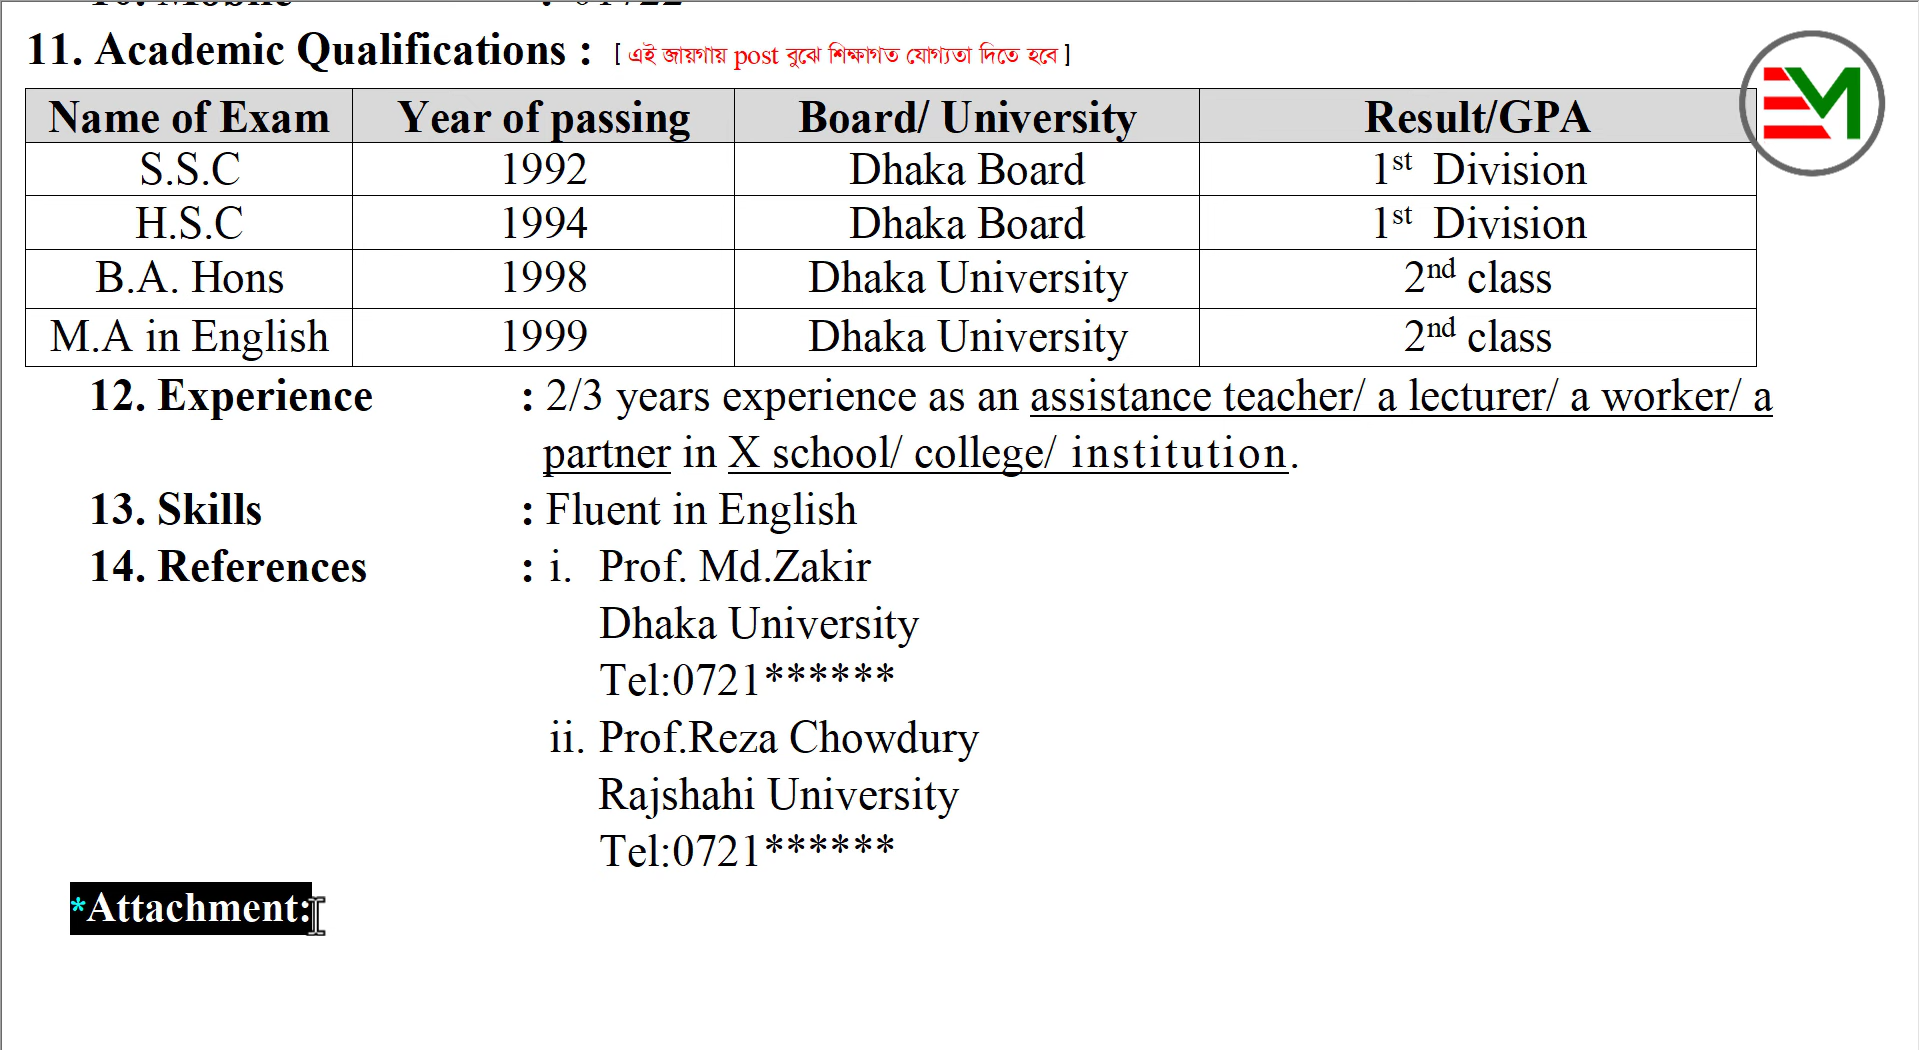 11. Academic Qualifications : [ এই জায়গায় post বুঝে শিক্ষাগত যোগ্যতা দিতে হবে ]
Name of Exam Year of passing Board/ University Result/GPA
S.S.C 1992 Dhaka Board 1st Division
H.S.C 1994 Dhaka Board 1st Division
B.A. Hons 1998 Dhaka University 2nd class
M.A in English 1999 Dhaka University 2nd class
12. Experience : 2/3 years experience as an assistance teacher/ a lecturer/ a worker/ a
partner in X school/ college/ institution.
13. Skills : Fluent in English
14. References : i. Prof. Md.Zakir
Dhaka University
Tel:0721******
ii. Prof.Reza Chowdury
Rajshahi University
Tel:0721******
*Attachment:
EM